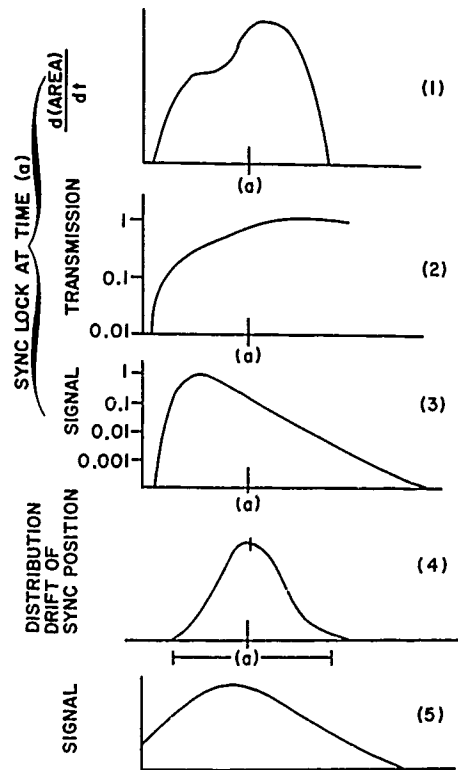 SYNC LOCK AT TIME (a)
d(AREA)
dt
(1)
(a)
TRANSMISSION
1
0.1
0.01
(2)
(a)
SIGNAL
1
0.1
0.01
0.001
(3)
(a)
DISTRIBUTION
DRIFT OF
SYNC POSITION
(4)
(a)
SIGNAL
(5)